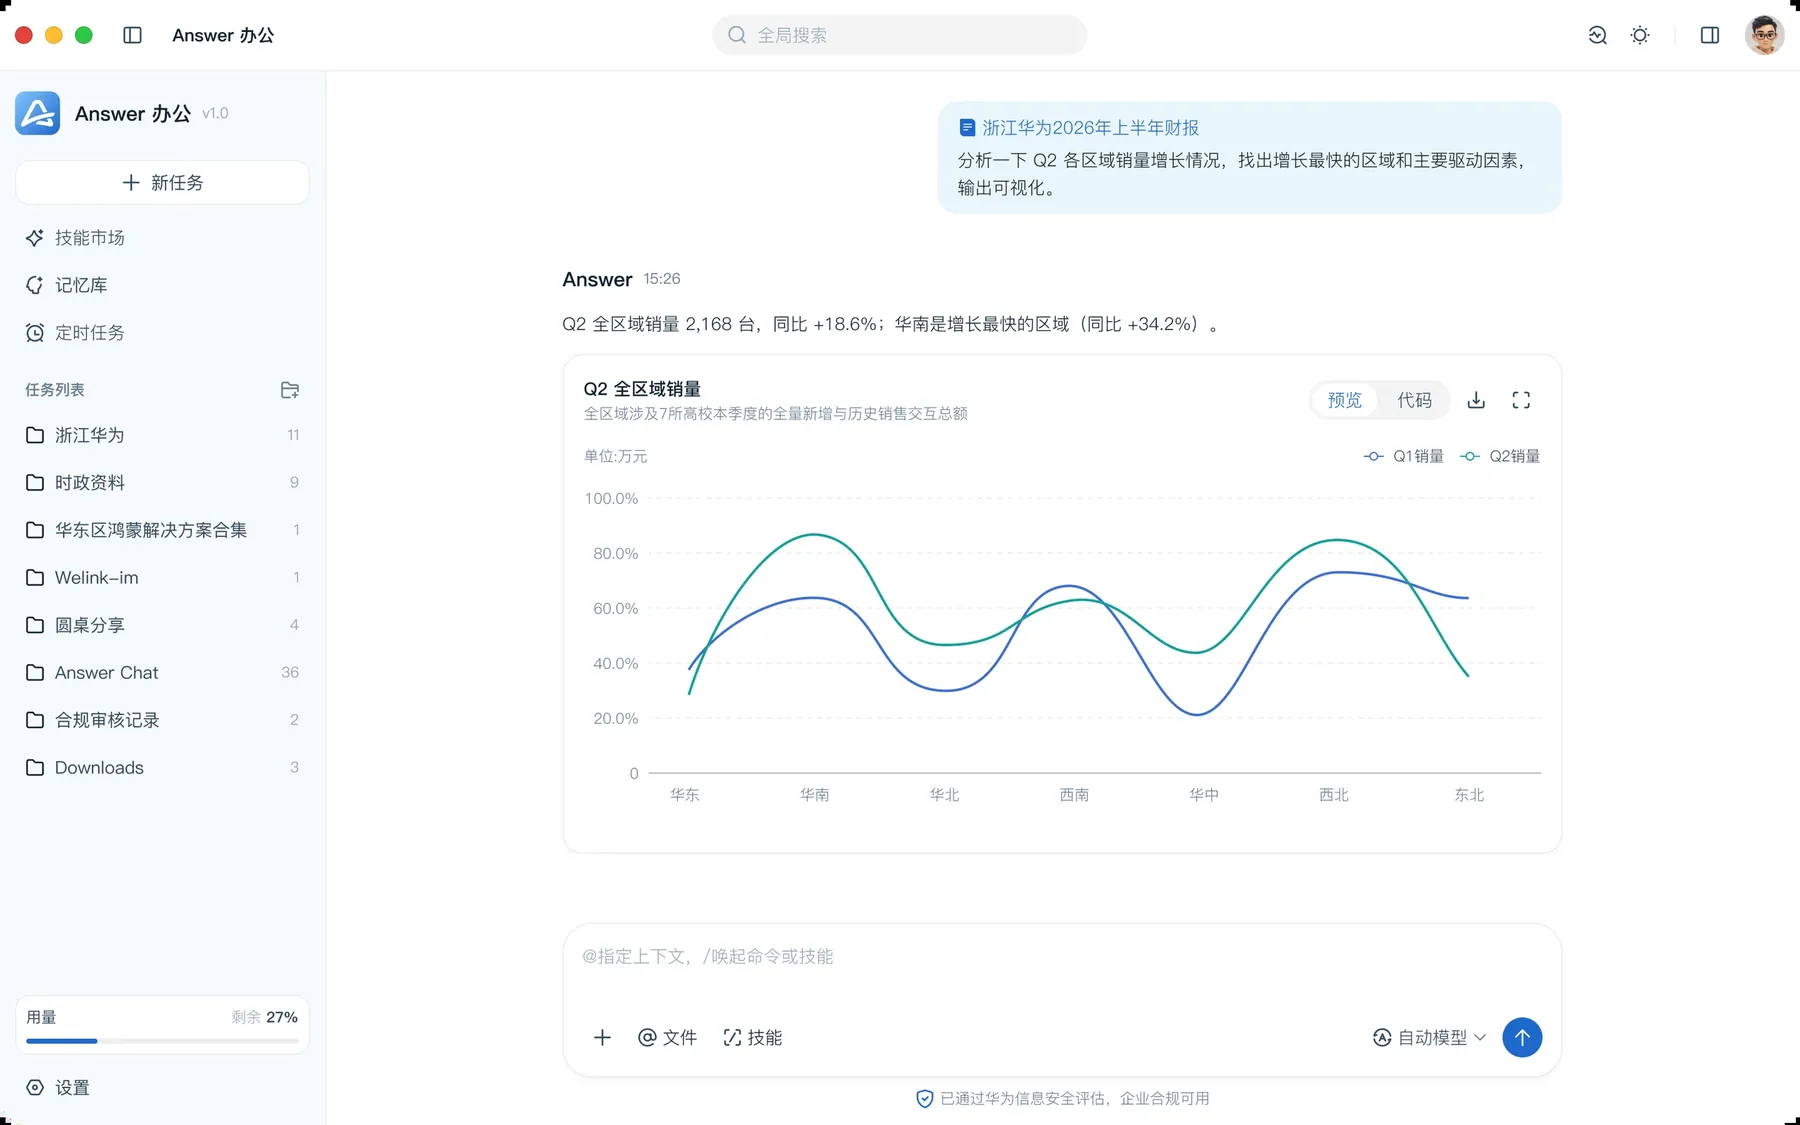 Answer 办公
全局搜索
Answer 办公 v1.0
新任务
技能市场
记忆库
定时任务
任务列表
浙江华为 11
时政资料 9
华东区鸿蒙解决方案合集 1
Welink-im 1
圆桌分享 4
Answer Chat 36
合规审核记录 2
Downloads 3
用量 剩余 27%
设置
浙江华为2026年上半年财报
分析一下 Q2 各区域销量增长情况，找出增长最快的区域和主要驱动因素，
输出可视化。
Answer 15:26
Q2 全区域销量 2,168 台，同比 +18.6%；华南是增长最快的区域（同比 +34.2%）。
Q2 全区域销量
全区域涉及7所高校本季度的全量新增与历史销售交互总额
预览 代码
单位:万元
Q1销量 Q2销量
100.0%
80.0%
60.0%
40.0%
20.0%
0
华东 华南 华北 西南 华中 西北 东北
@指定上下文，/唤起命令或技能
文件 技能
自动模型
已通过华为信息安全评估，企业合规可用